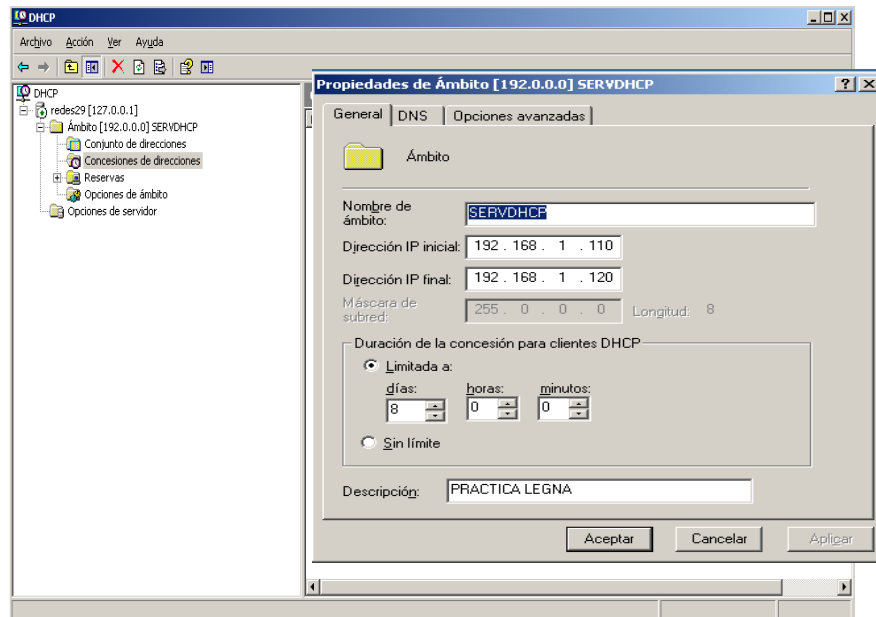 DHCP
Archivo Acción Ver Ayuda
DHCP
redes29 [127.0.0.1]
Ámbito [192.0.0.0] SERVDHCP
Conjunto de direcciones
Concesiones de direcciones
Reservas
Opciones de ámbito
Opciones de servidor
Propiedades de Ámbito [192.0.0.0] SERVDHCP
General DNS Opciones avanzadas
Ámbito
Nombre de
ámbito:
SERVDHCP
Dirección IP inicial: 192 . 168 . 1 . 110
Dirección IP final: 192 . 168 . 1 . 120
Máscara de
subred:
255 . 0 . 0 . 0 Longitud: 8
Duración de la concesión para clientes DHCP
Limitada a:
días: horas: minutos:
8 0 0
Sin límite
Descripción: PRACTICA LEGNA
Aceptar Cancelar Aplicar